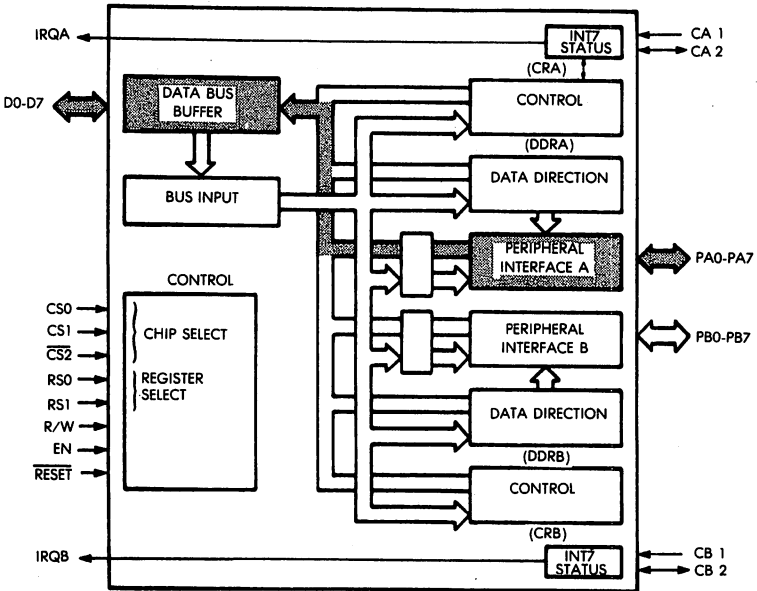 IRQA
INT7
STATUS
CA 1
CA 2
(CRA)
D0-D7
DATA BUS
BUFFER
CONTROL
(DDRA)
BUS INPUT
DATA DIRECTION
PERIPHERAL
INTERFACE A
PA0-PA7
CONTROL
CS0
CS1
CS2
CHIP SELECT
RS0
RS1
REGISTER
SELECT
R/W
EN
RESET
PERIPHERAL
INTERFACE B
PB0-PB7
DATA DIRECTION
(DDRB)
CONTROL
(CRB)
IRQB
INT7
STATUS
CB 1
CB 2